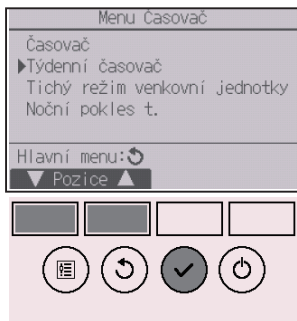 Menu Časovač
Časovač
▶Týdenní časovač
Tichý režim venkovní jednotky
Noční pokles t.
Hlavní menu:↺
▼ Pozice ▲